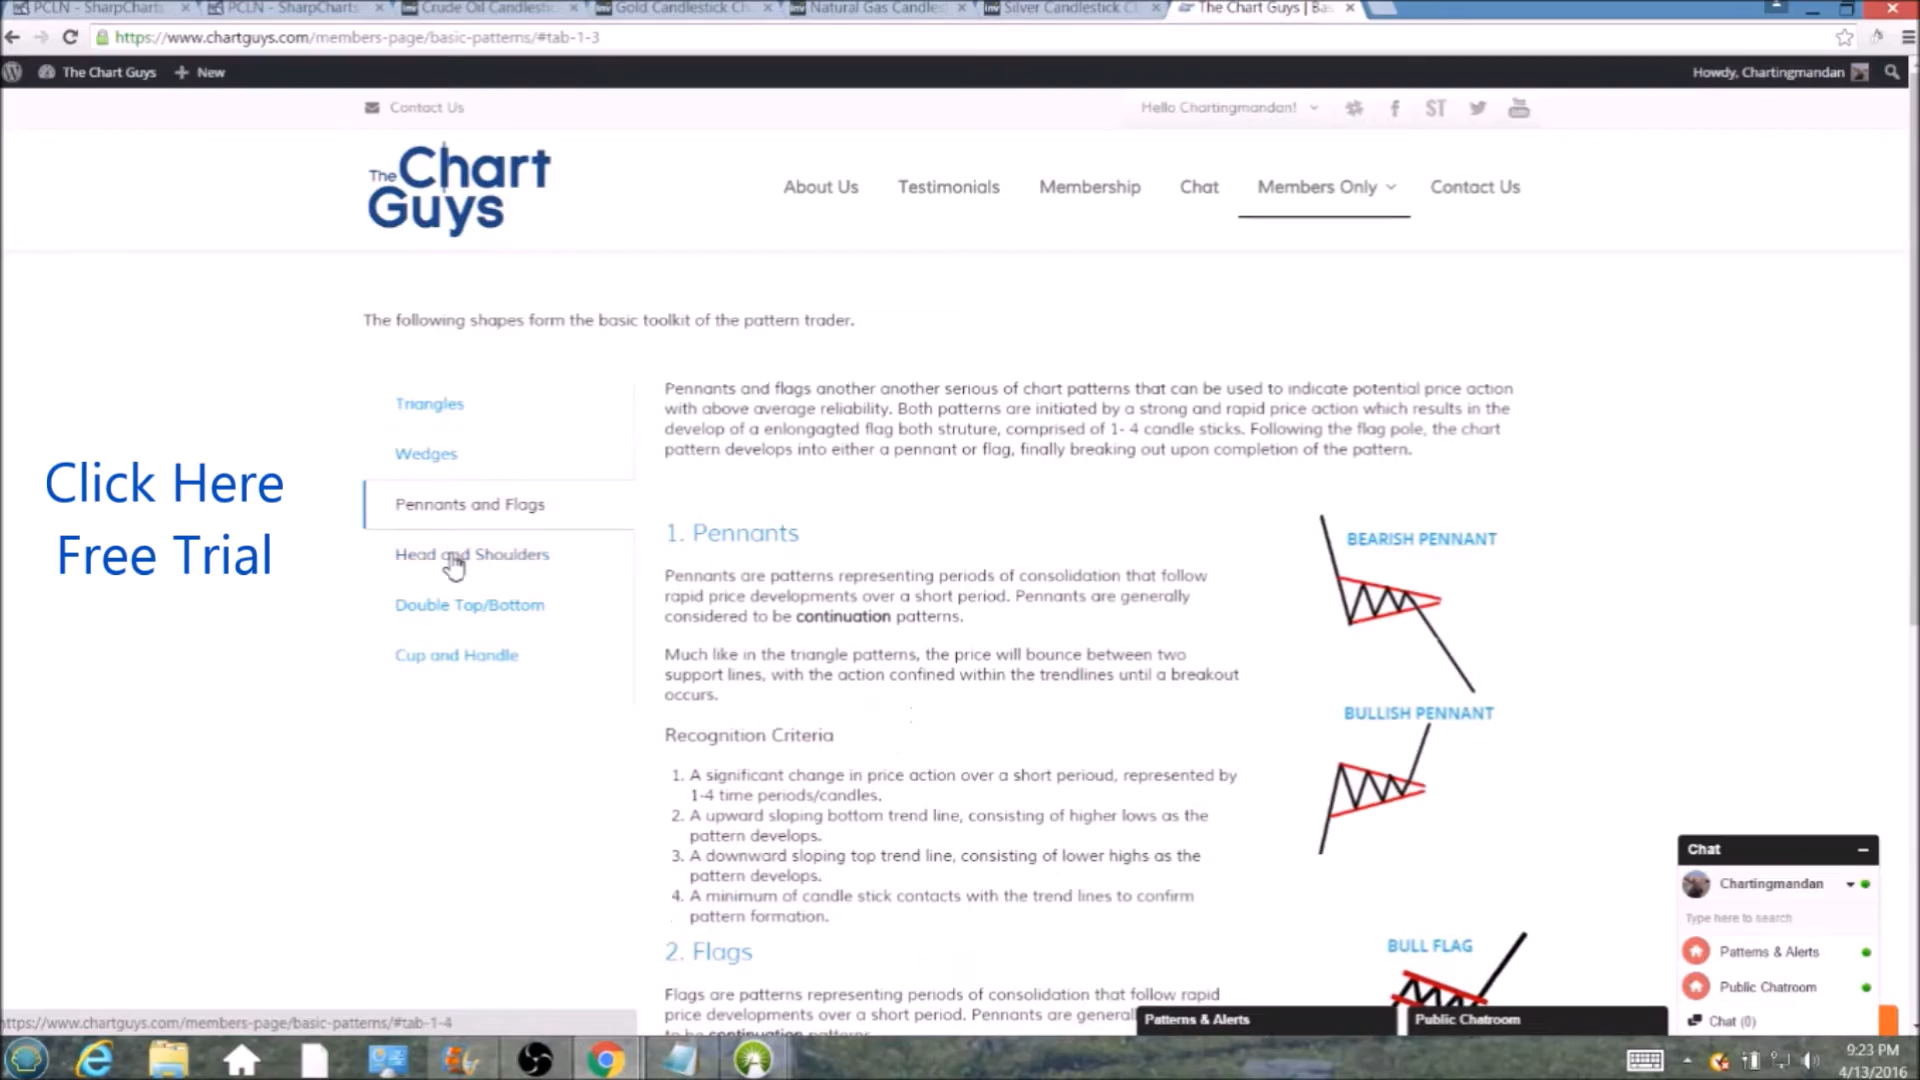 PCLN - SharpCharts
PCLN - SharpCharts
Crude Oil Candlestic
Gold Candlestick Ch
Natural Gas Candles
Silver Candlestick C
The Chart Guys | Bas
https://www.chartguys.com/members-page/basic-patterns/#tab-1-3
The Chart Guys
New
Howdy, Chartingmandan
Contact Us
Hello Chartingmandan!
ST
The Chart Guys
About Us
Testimonials
Membership
Chat
Members Only
Contact Us
The following shapes form the basic toolkit of the pattern trader.
Triangles
Wedges
Pennants and Flags
Head and Shoulders
Double Top/Bottom
Cup and Handle
Click Here
Free Trial
Pennants and flags another another serious of chart patterns that can be used to indicate potential price action
with above average reliability. Both patterns are initiated by a strong and rapid price action which results in the
develop of a enlongagted flag both struture, comprised of 1- 4 candle sticks. Following the flag pole, the chart
pattern develops into either a pennant or flag, finally breaking out upon completion of the pattern.
1. Pennants
Pennants are patterns representing periods of consolidation that follow
rapid price developments over a short period. Pennants are generally
considered to be continuation patterns.
Much like in the triangle patterns, the price will bounce between two
support lines, with the action confined within the trendlines until a breakout
occurs.
Recognition Criteria
1. A significant change in price action over a short perioud, represented by
1-4 time periods/candles.
2. A upward sloping bottom trend line, consisting of higher lows as the
pattern develops.
3. A downward sloping top trend line, consisting of lower highs as the
pattern develops.
4. A minimum of candle stick contacts with the trend lines to confirm
pattern formation.
BEARISH PENNANT
BULLISH PENNANT
2. Flags
BULL FLAG
Flags are patterns representing periods of consolidation that follow rapid
price developments over a short period. Pennants are general
to be continuation patterns
Chat
Chartingmandan
Type here to search
Patterns & Alerts
Public Chatroom
Chat (0)
Patterns & Alerts
Public Chatroom
https://www.chartguys.com/members-page/basic-patterns/#tab-1-4
9:23 PM
4/13/2016